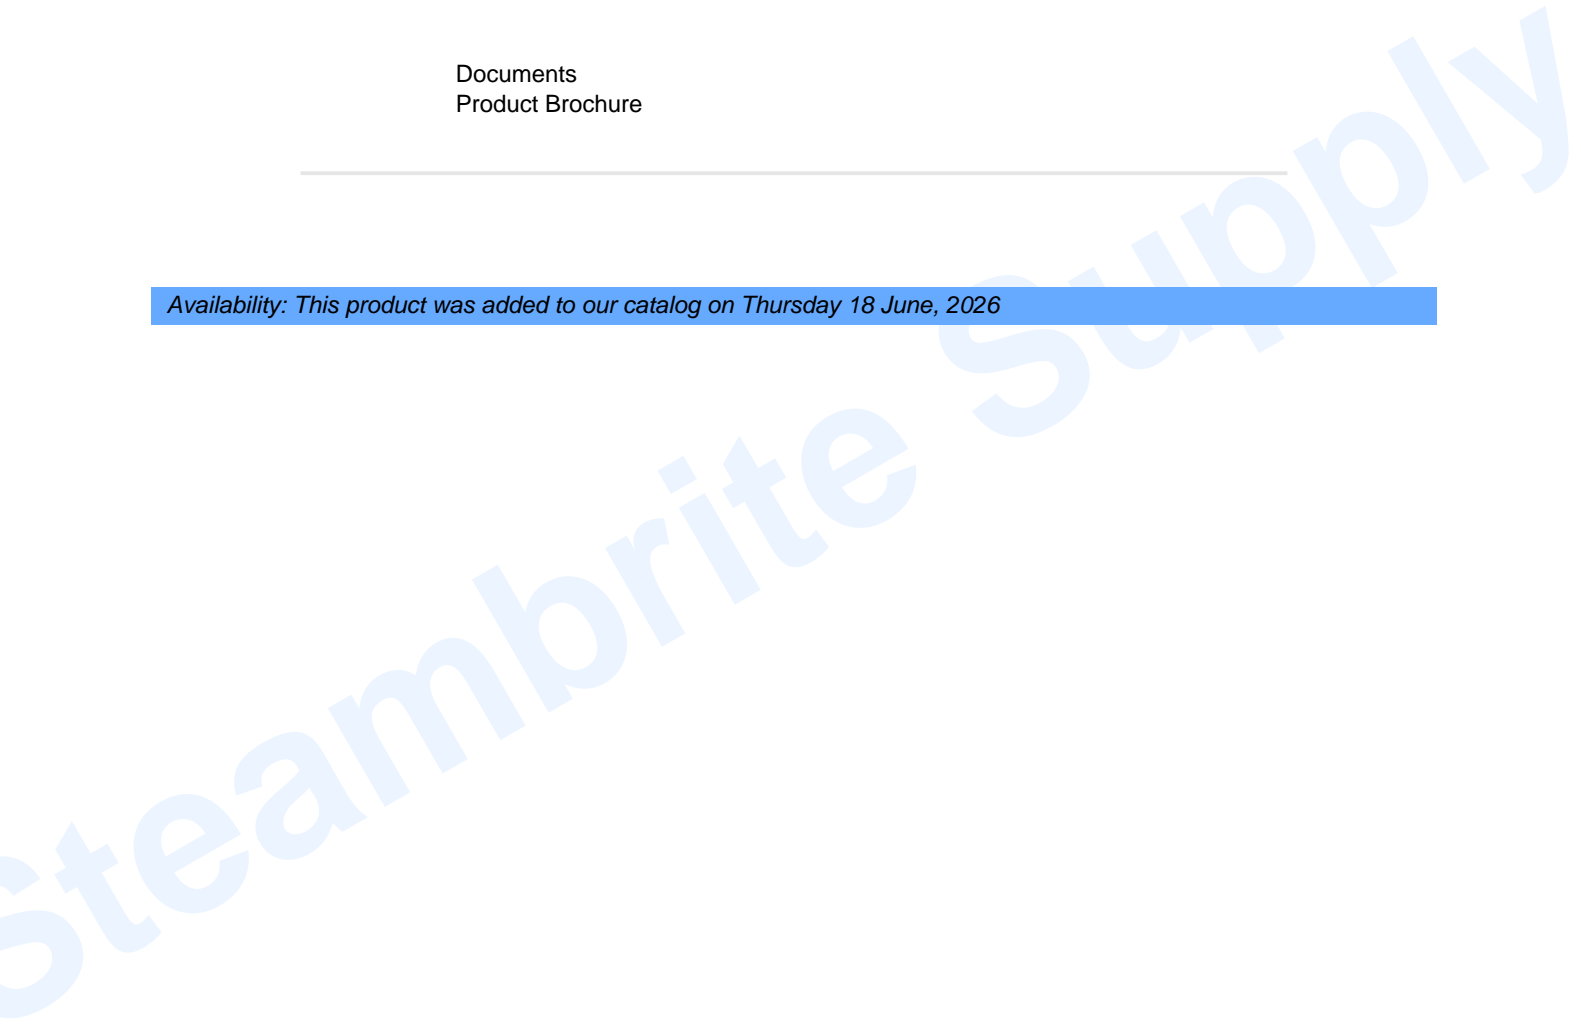 Documents
Product Brochure
Availability: This product was added to our catalog on Thursday 18 June, 2026
Steambrite Supply